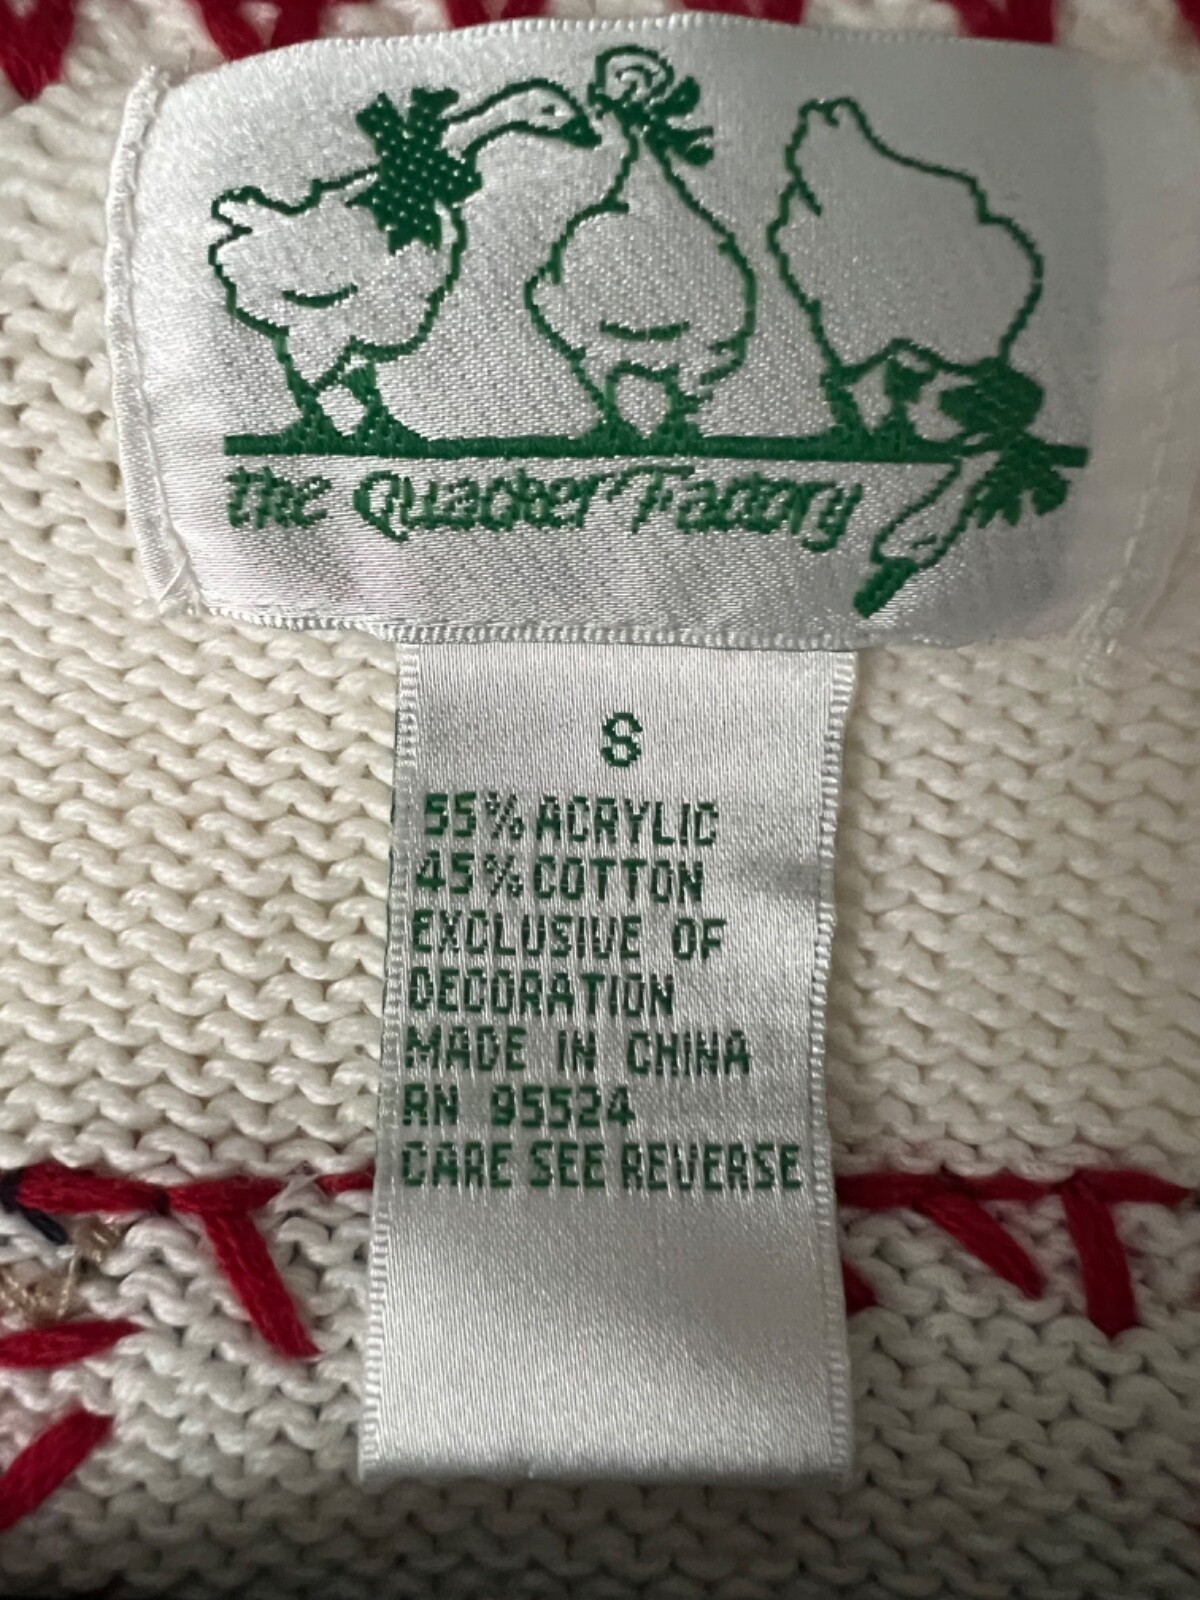 the Quacker Factory
S
55% ACRYLIC
45% COTTON
EXCLUSIVE OF
DECORATION
MADE IN CHINA
RN 95524
CARE SEE REVERSE